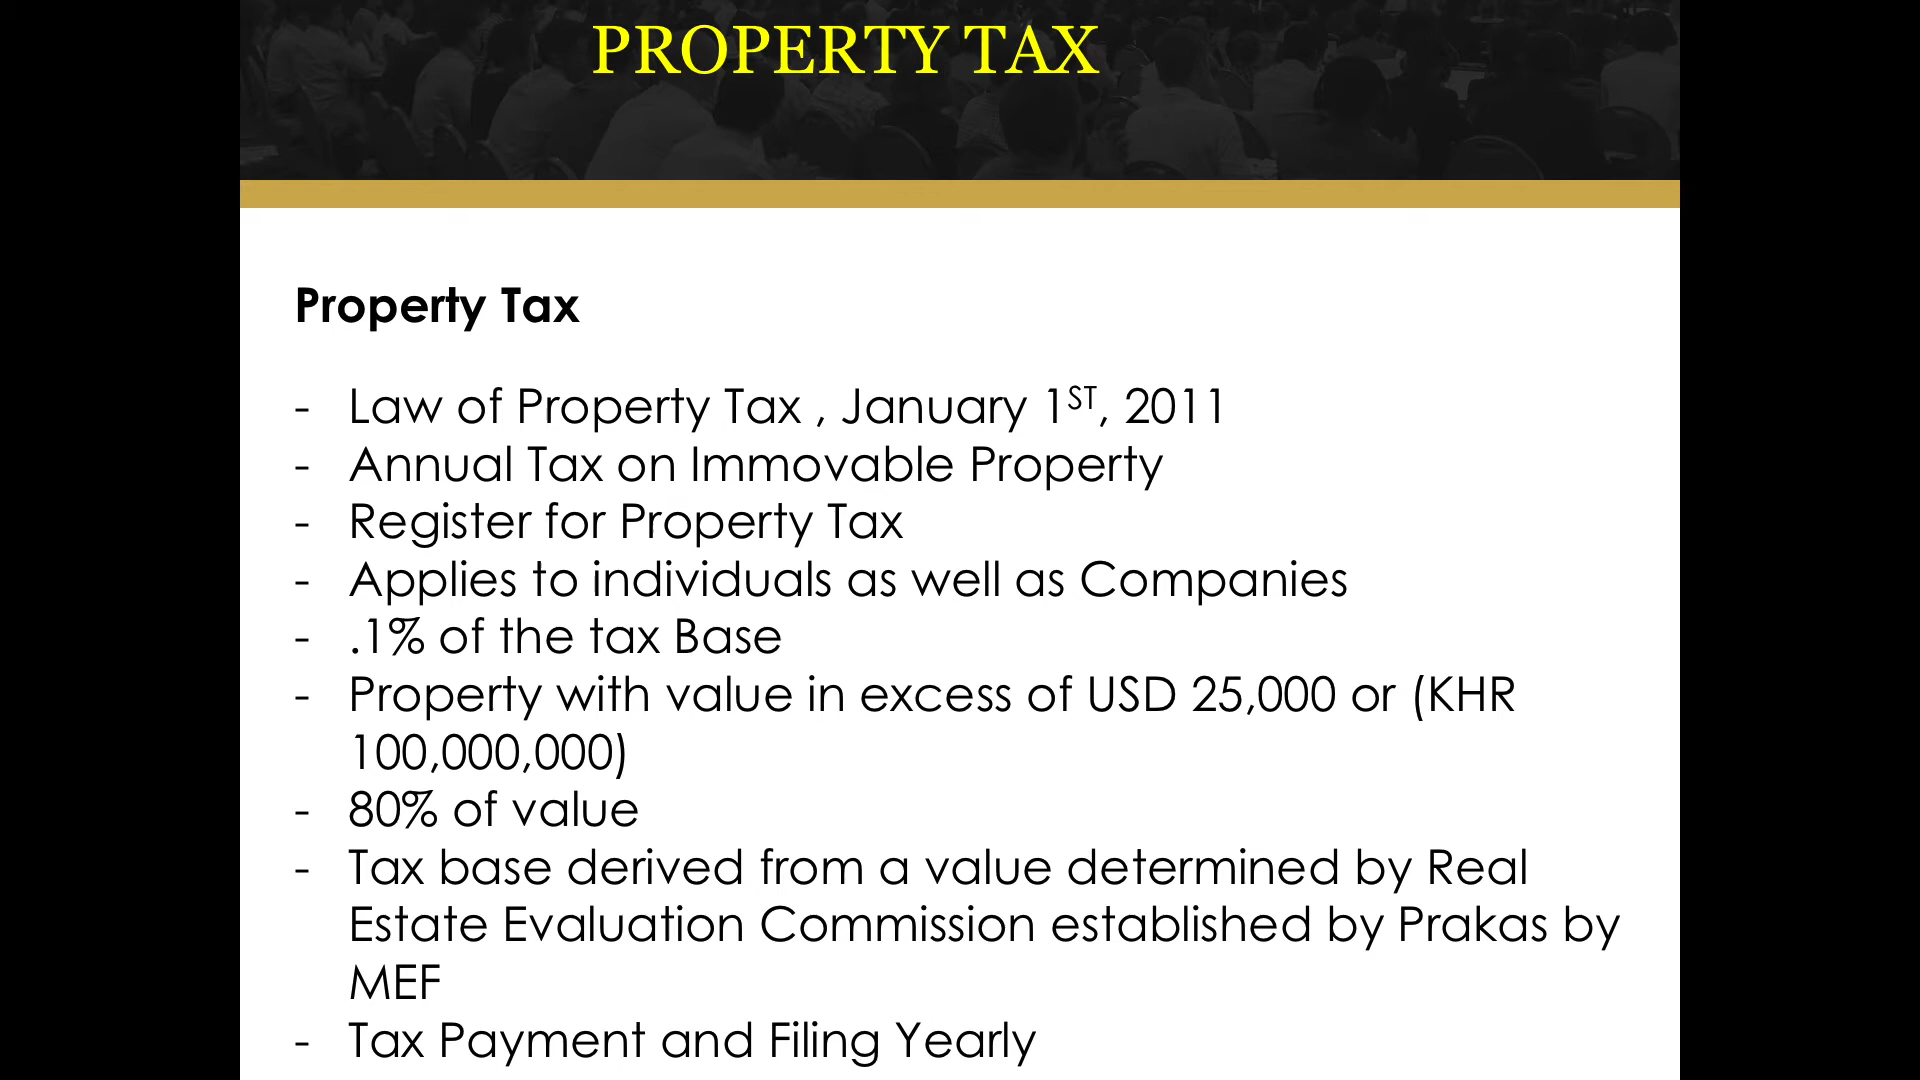 PROPERTY TAX
Property Tax
- Law of Property Tax , January 1ST, 2011
- Annual Tax on Immovable Property
- Register for Property Tax
- Applies to individuals as well as Companies
- .1% of the tax Base
- Property with value in excess of USD 25,000 or (KHR
100,000,000)
- 80% of value
- Tax base derived from a value determined by Real
Estate Evaluation Commission established by Prakas by
MEF
- Tax Payment and Filing Yearly